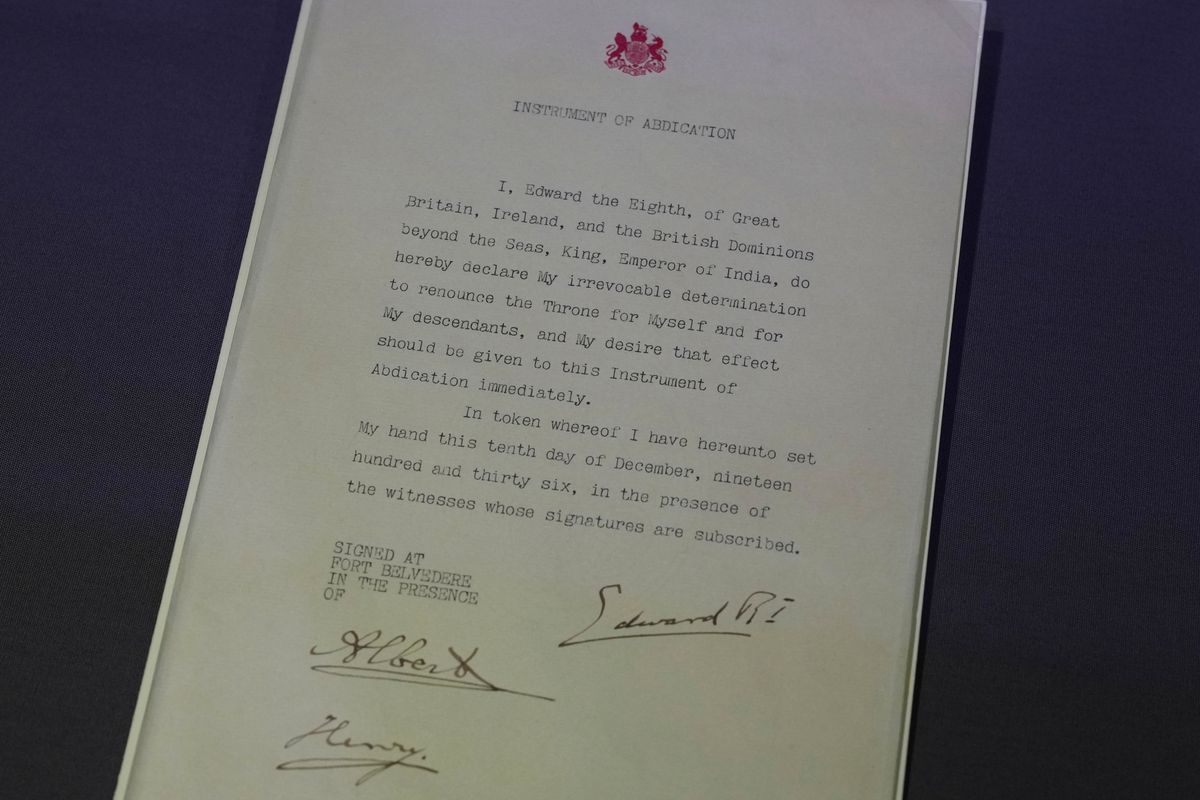 INSTRUMENT OF ABDICATION
I, Edward the Eighth, of Great
Britain, Ireland, and the British Dominions
beyond the Seas, King, Emperor of India, do
hereby declare My irrevocable determination
to renounce the Throne for Myself and for
My descendants, and My desire that effect
should be given to this Instrument of
Abdication immediately.
In token whereof I have hereunto set
My hand this tenth day of December, nineteen
hundred and thirty six, in the presence of
the witnesses whose signatures are subscribed.
SIGNED AT
FORT BELVEDERE
IN THE PRESENCE
OF
Edward RI
Albert
Henry.